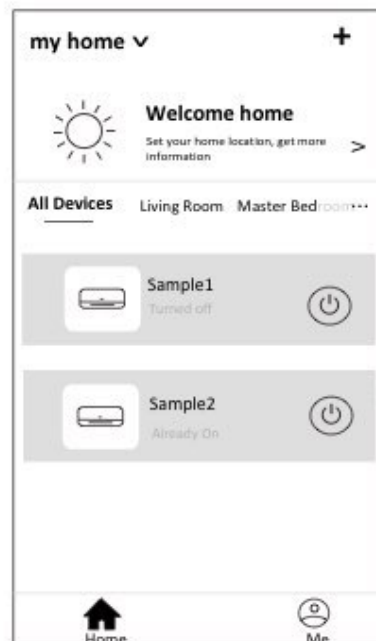 my home
+
Welcome home
Set your home location, get more
information
>
All Devices Living Room Master Bedroom...
Sample1
Turned off
Sample2
Already On
Home
Me